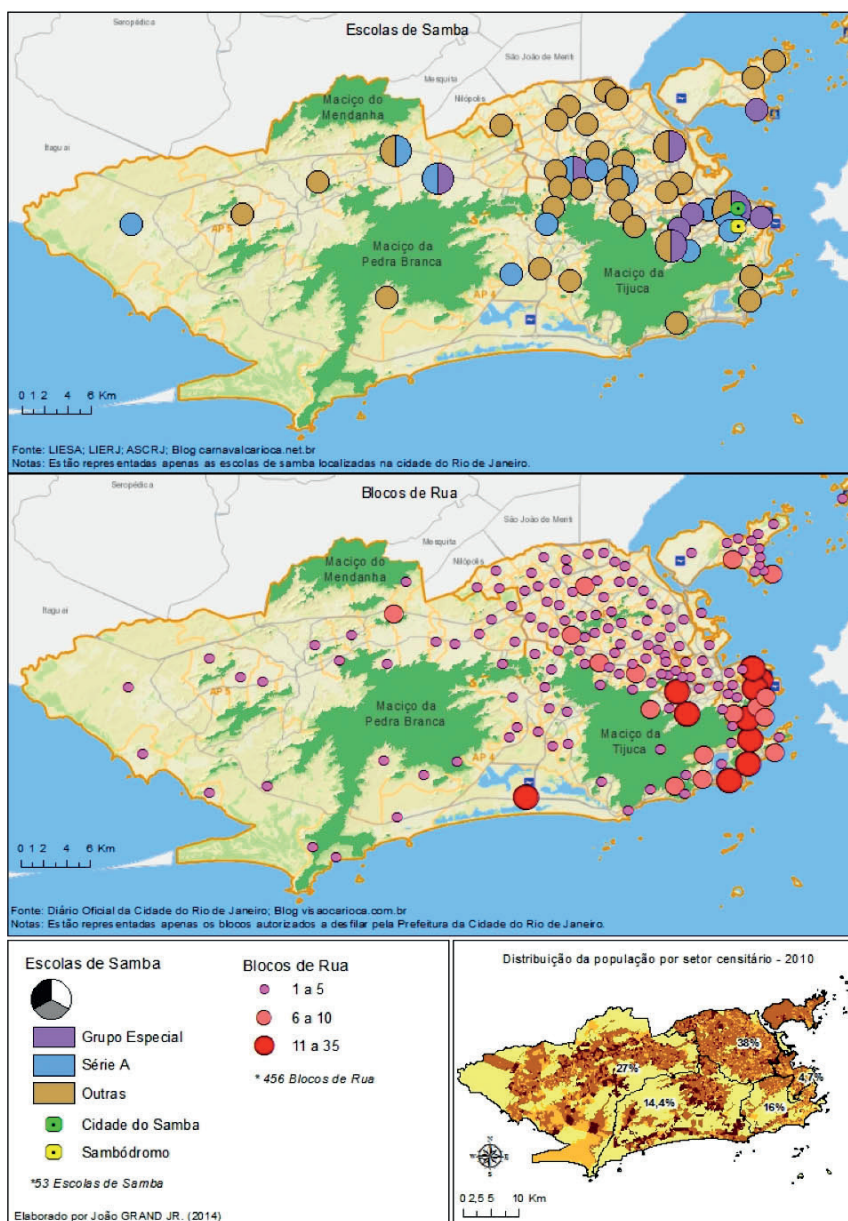 Seropédica
Escolas de Samba
São João de Meriti
Mesquita
Nilópolis
Maciço do
Mendanha
Itaguaí
AP 5
Maciço da
Pedra Branca
Maciço da
Tijuca
AP 4
0 1 2 4 6 Km
Fonte: LIESA; LIERJ; ASCRJ; Blog carnavalcarioca.net.br
Notas: Estão representadas apenas as escolas de samba localizadas na cidade do Rio de Janeiro.
Seropédica
Blocos de Rua
São João de Meriti
Mesquita
Nilópolis
Maciço do
Mendanha
Itaguaí
AP 5
Maciço da
Pedra Branca
Maciço da
Tijuca
AP 4
0 1 2 4 6 Km
Fonte: Diário Oficial da Cidade do Rio de Janeiro; Blog visaocarioca.com.br
Notas: Estão representadas apenas os blocos autorizados a desfilar pela Prefeitura da Cidade do Rio de Janeiro.
Escolas de Samba
Grupo Especial
Série A
Outras
Cidade do Samba
Sambódromo
*53 Escolas de Samba
Elaborado por João GRAND JR. (2014)
Blocos de Rua
1 a 5
6 a 10
11 a 35
* 456 Blocos de Rua
Distribuição da população por setor censitário - 2010
38%
27%
4,7%
14,4%
16%
N
S
0 2,5 5 10 Km